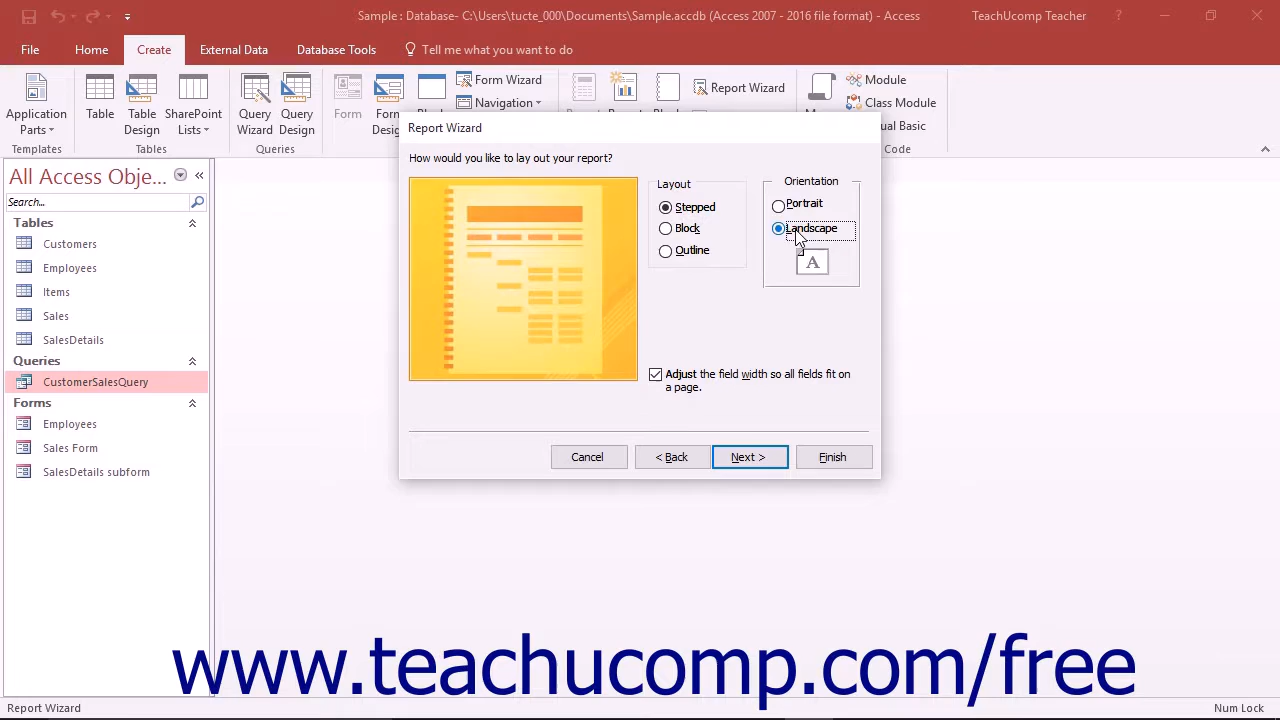 Sample : Database- C:\Users\tucte_000\Documents\Sample.accdb (Access 2007 - 2016 file format) - Access
TeachUcomp Teacher
?
File
Home
Create
External Data
Database Tools
Tell me what you want to do
Application
Parts
Templates
Table
Table
Design
SharePoint
Lists
Tables
Query
Wizard
Query
Design
Queries
Form
Form Wizard
Navigation
Report Wizard
Module
Class Module
Code
All Access Obje...
Search...
Tables
Customers
Employees
Items
Sales
SalesDetails
Queries
CustomerSalesQuery
Forms
Employees
Sales Form
SalesDetails subform
Report Wizard
How would you like to lay out your report?
Layout
Stepped
Block
Outline
Orientation
Portrait
Landscape
A
Adjust the field width so all fields fit on
a page.
Cancel
< Back
Next >
Finish
www.teachucomp.com/free
Report Wizard
Num Lock